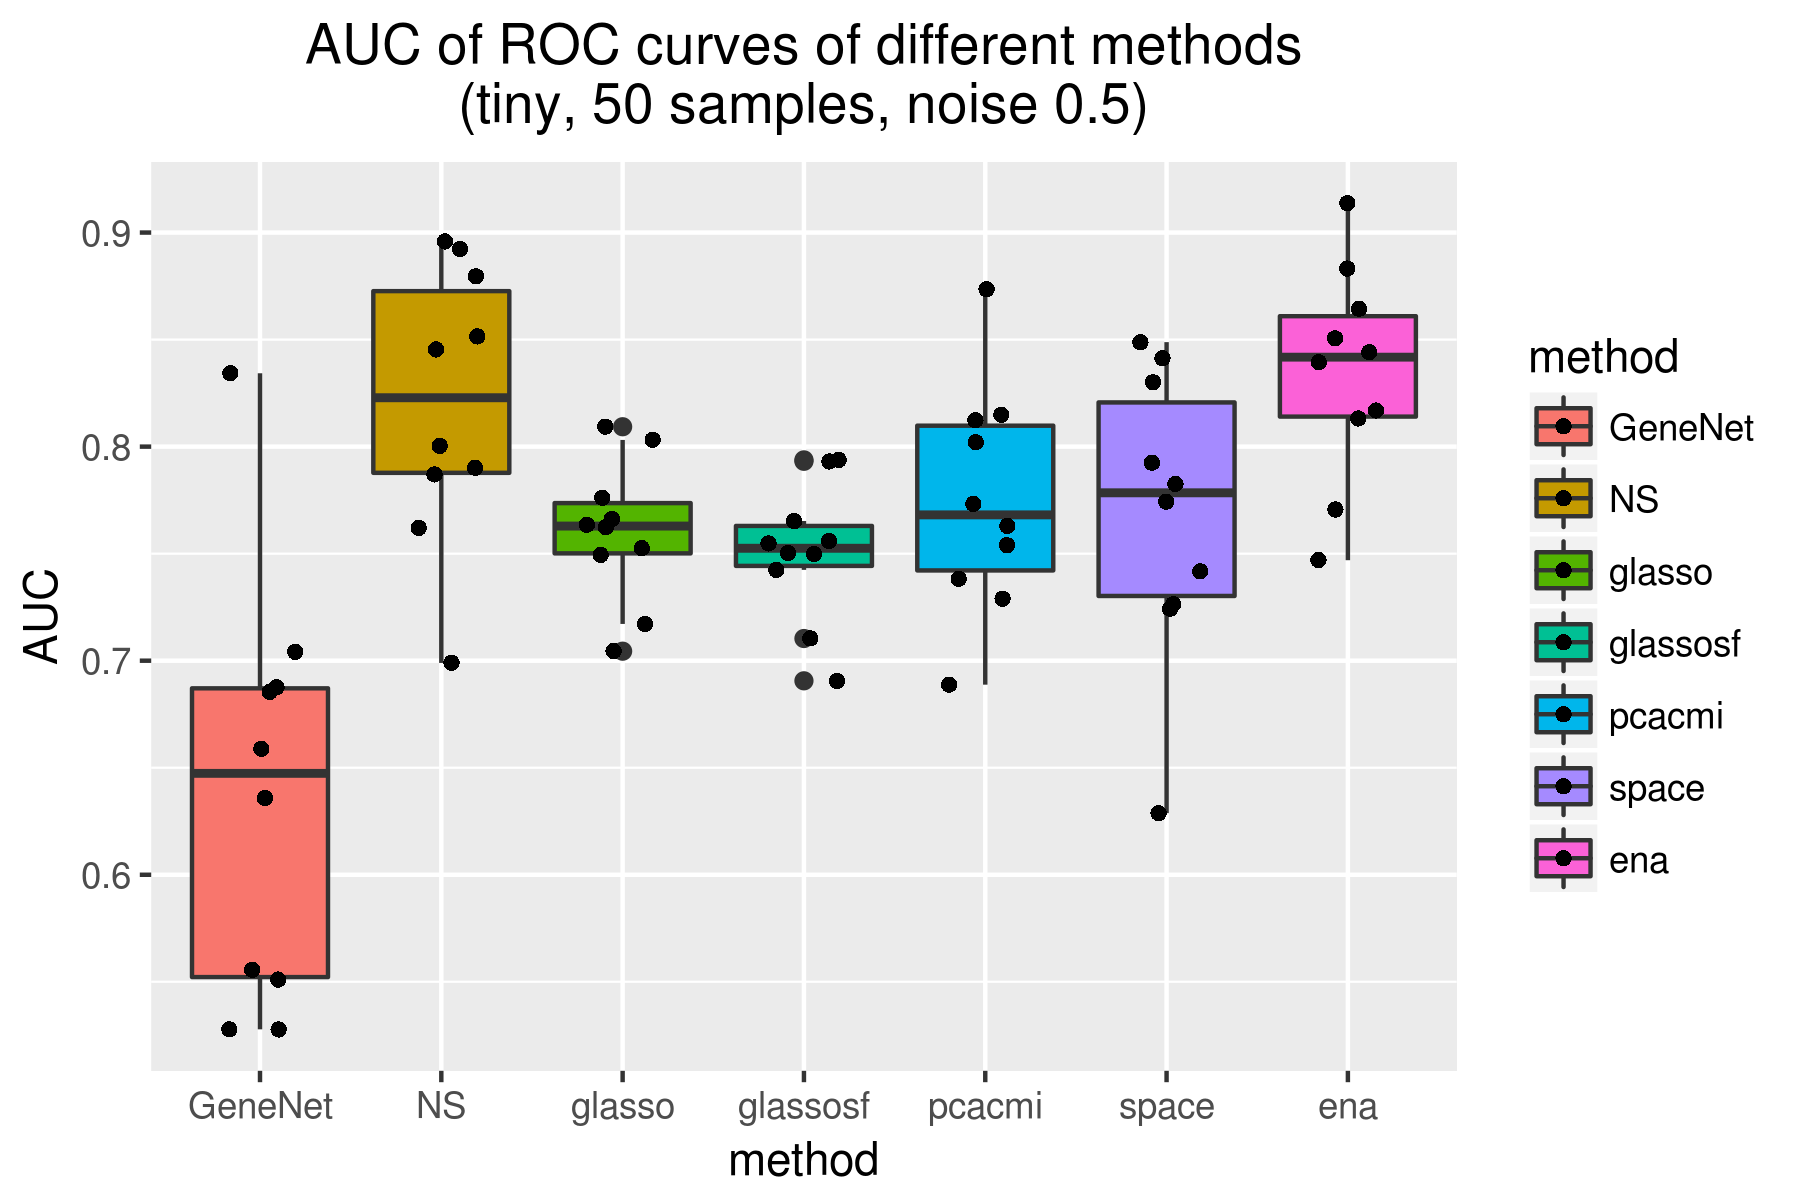 AUC of ROC curves of different methods
(tiny, 50 samples, noise 0.5)
AUC
0.9
0.8
0.7
0.6
GeneNet NS glasso glassosf pcacmi space ena
method
method
GeneNet
NS
glasso
glassosf
pcacmi
space
ena